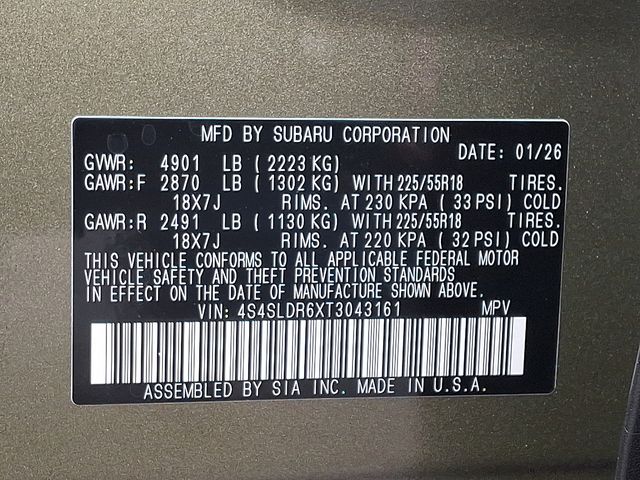 MFD BY SUBARU CORPORATION
DATE: 01/26
GVWR: 4901 LB (2223 KG)
GAWR:F 2870 LB (1302 KG) WITH 225/55R18 TIRES.
18X7J RIMS. AT 230 KPA (33 PSI) COLD
GAWR:R 2491 LB (1130 KG) WITH 225/55R18 TIRES.
18X7J RIMS. AT 220 KPA (32 PSI) COLD
THIS VEHICLE CONFORMS TO ALL APPLICABLE FEDERAL MOTOR
VEHICLE SAFETY AND THEFT PREVENTION STANDARDS
IN EFFECT ON DATE OF MANUFACTURE SHOWN ABOVE.
VIN: 4S4SLDR6XT3043161 MPV
ASSEMBLED BY SIA INC. MADE IN U.S.A.